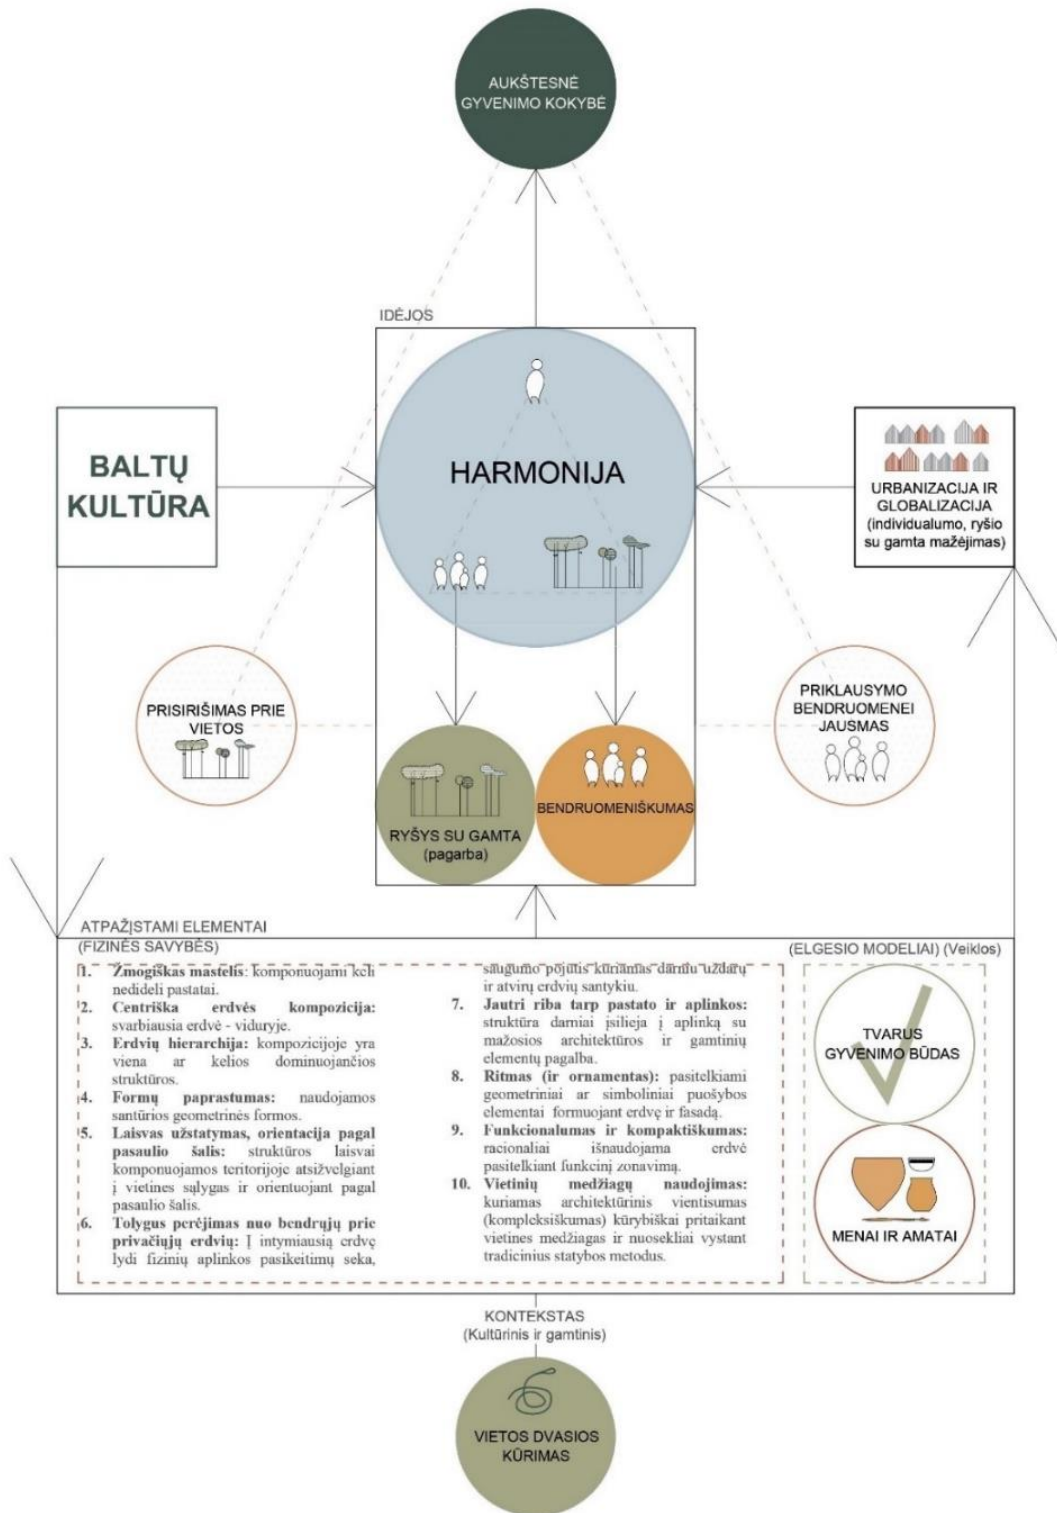 AUKŠTESNĖ
GYVENIMO KOKYBĖ
IDĖJOS
HARMONIJA
BALTŲ
KULTŪRA
URBANIZACIJA IR
GLOBALIZACIJA
(individualumo, ryšio
su gamta mažėjimas)
PRISIRIŠIMAS PRIE
VIETOS
PRIKLAUSYMO
BENDRUOMENEI
JAUSMAS
RYŠYS SU GAMTA
(pagarba)
BENDRUOMENIŠKUMAS
ATPAŽĮSTAMI ELEMENTAI
(FIZINĖS SAVYBĖS)
1. Žmogiškas mastelis: komponuojami keli
nedideli pastatai.
2. Centriška erdvės kompozicija:
svarbiausia erdvė - viduryje.
3. Erdvių hierarchija: kompozicijoje yra
viena ar kelios dominuojančios
struktūros.
4. Formų paprastumas: naudojamos
santūrios geometrinės formos.
5. Laisvas užstatymas, orientacija pagal
pasaulio šalis: struktūros laisvai
komponuojamos teritorijoje atsižvelgiant
į vietines sąlygas ir orientuojant pagal
pasaulio šalis.
6. Tolygus perėjimas nuo bendrųjų prie
privačiųjų erdvių: Į intymiausią erdvę
lydi fizinių aplinkos pasikeitimų seka,
saugumo pojūtis kuriamas darniu uždarų
ir atvirų erdvių santykiu.
7. Jautri riba tarp pastato ir aplinkos:
struktūra darniai įsilieja į aplinką su
mažosios architektūros ir gamtinių
elementų pagalba.
8. Ritmas (ir ornamentas): pasitelkiami
geometriniai ar simboliniai puošybos
elementai formuojant erdvę ir fasadą.
9. Funkcionalumas ir kompaktiškumas:
racionaliai išnaudojama erdvė
pasitelkiant funkcinį zonavimą.
10. Vietinių medžiagų naudojimas:
kuriamas architektūrinis vientisumas
(kompleksiškumas) kūrybiškai pritaikant
vietines medžiagas ir nuosekliai vystant
tradicinius statybos metodus.
(ELGESIO MODELIAI) (Veiklos)
TVARUS
GYVENIMO BŪDAS
MENAI IR AMATAI
KONTEKSTAS
(Kultūrinis ir gamtinis)
VIETOS DVASIOS
KŪRIMAS